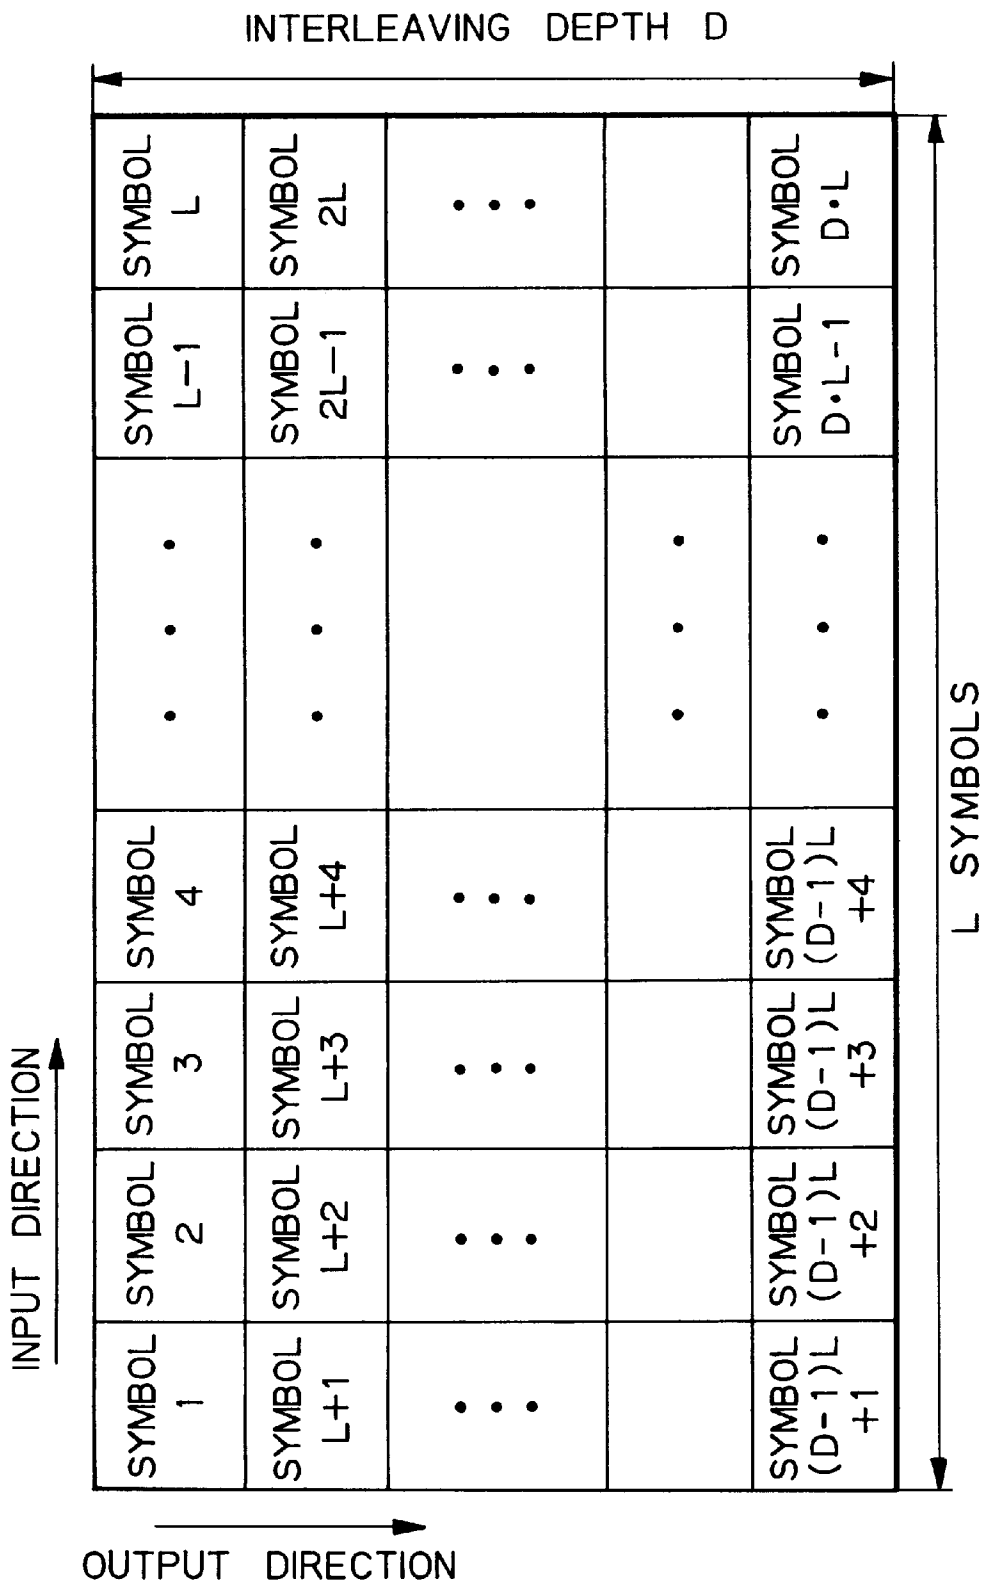 INTERLEAVING DEPTH D
SYMBOL
L
SYMBOL
2L
SYMBOL
D•L
SYMBOL
L-1
SYMBOL
2L-1
SYMBOL
D•L-1
SYMBOL
4
SYMBOL
L+4
SYMBOL
(D-1)L
+4
SYMBOL
3
SYMBOL
L+3
SYMBOL
(D-1)L
+3
SYMBOL
2
SYMBOL
L+2
SYMBOL
(D-1)L
+2
SYMBOL
1
SYMBOL
L+1
SYMBOL
(D-1)L
+1
L SYMBOLS
INPUT DIRECTION
OUTPUT DIRECTION